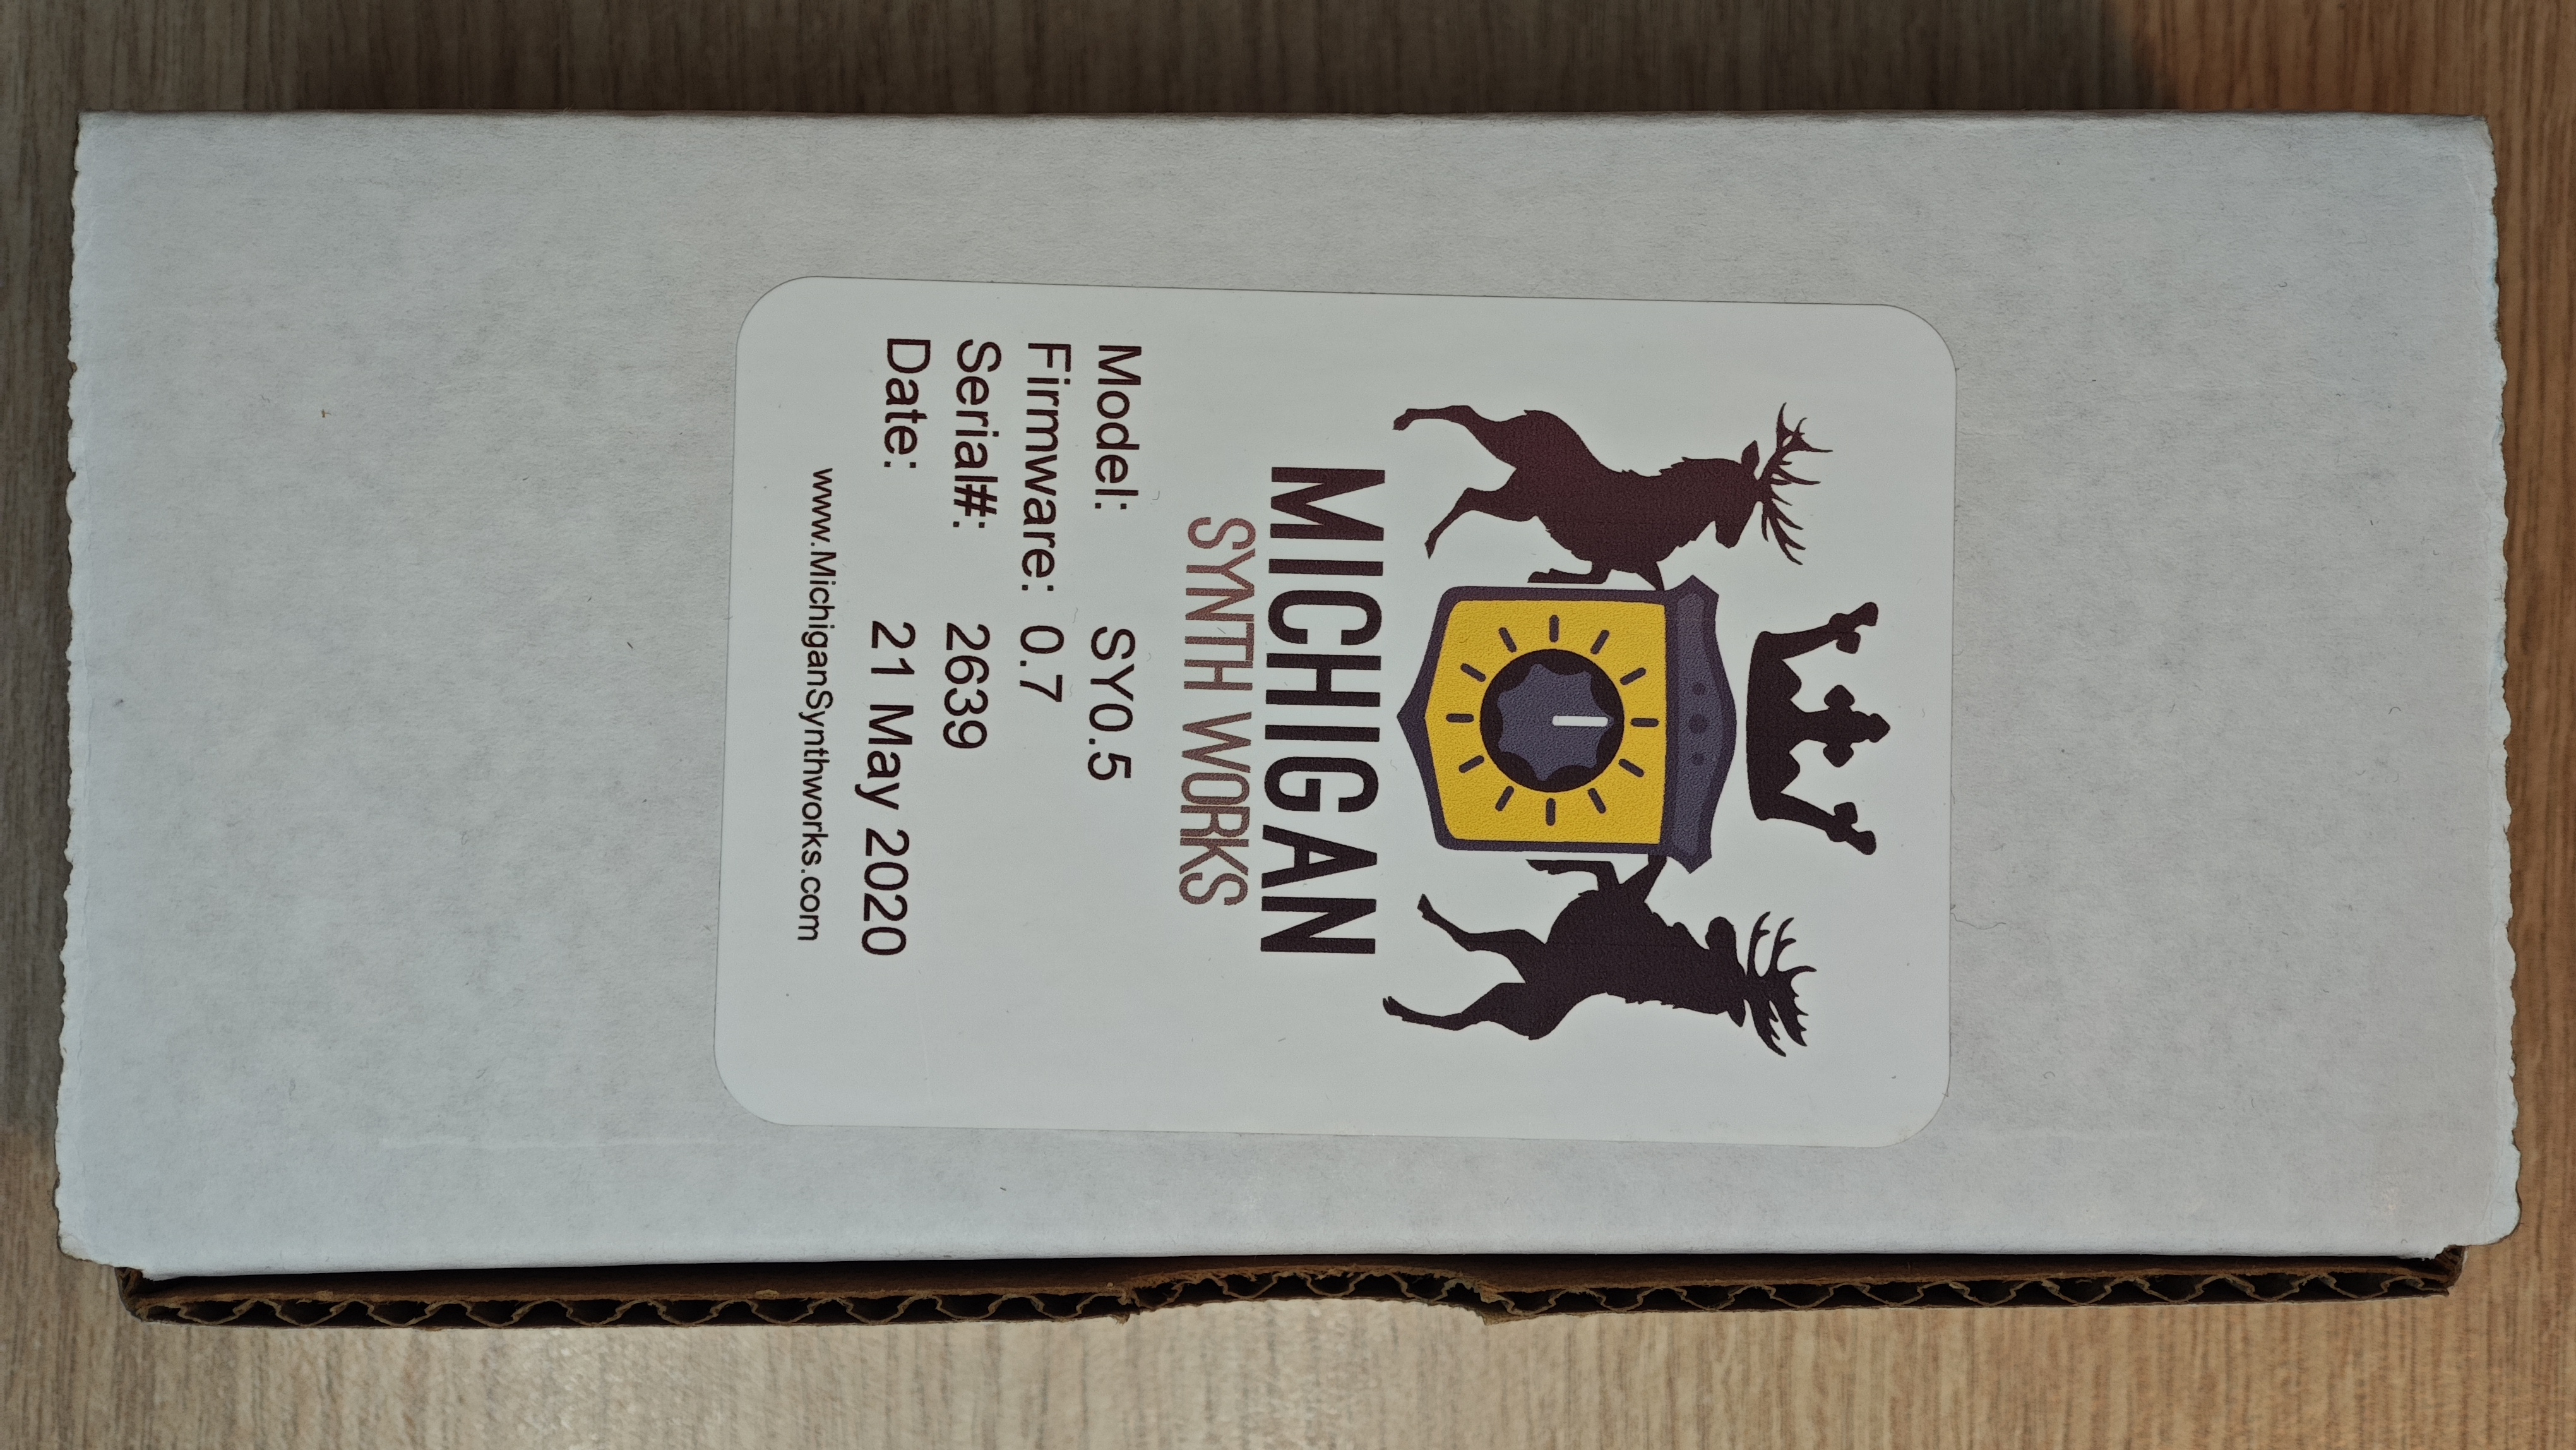 MICHIGAN
SYNTH WORKS
Model: SY0.5
Firmware: 0.7
Serial#: 2639
Date: 21 May 2020
www.MichiganSynthworks.com